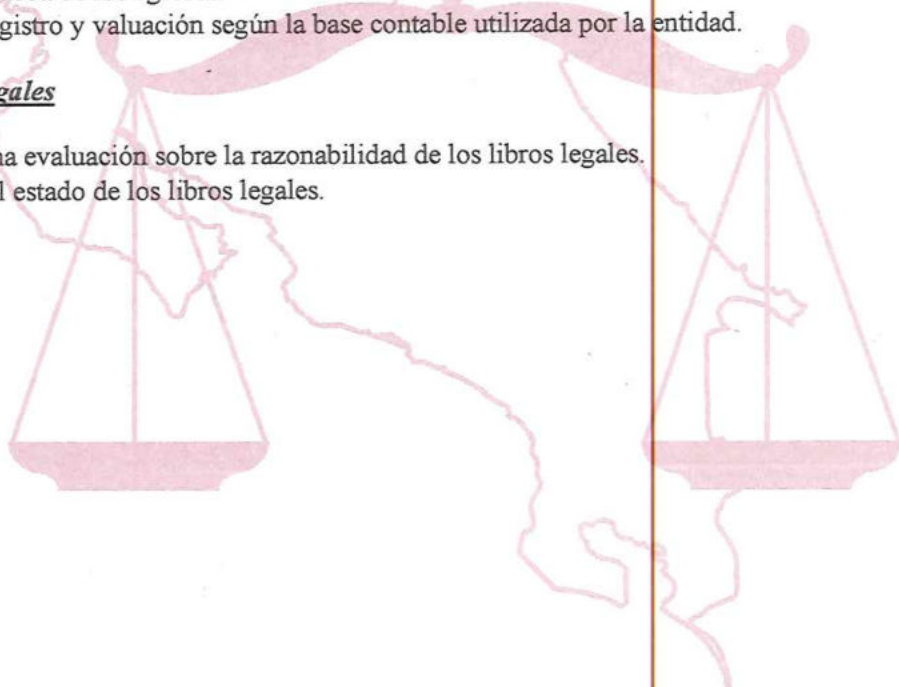 gistro y valuación según la base contable utilizada por la entidad.
gales
na evaluación sobre la razonabilidad de los libros legales.
l estado de los libros legales.